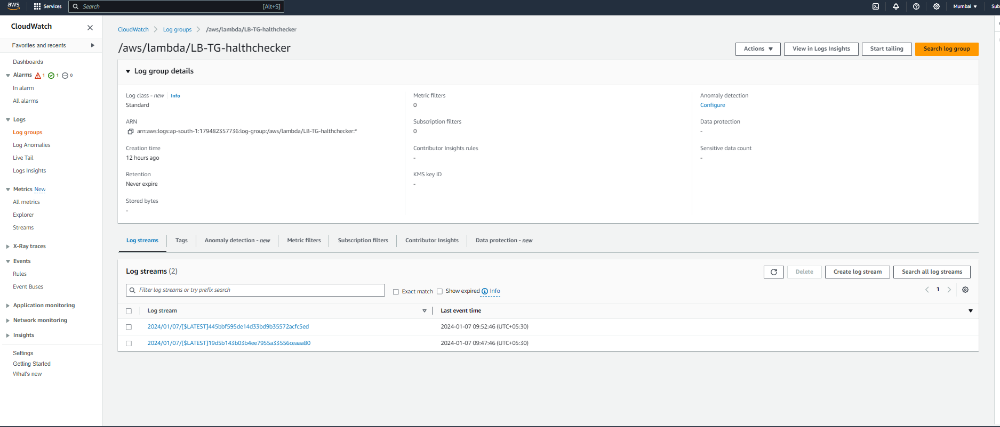 aws Services Search [Alt+S] Mumbai Sub
CloudWatch
Favorites and recents
Dashboards
Alarms 1 1 0
In alarm
All alarms
Logs
Log groups
Log Anomalies
Live Tail
Logs Insights
Metrics New
All metrics
Explorer
Streams
X-Ray traces
Events
Rules
Event Buses
Application monitoring
Network monitoring
Insights
Settings
Getting Started
What's new
CloudWatch > Log groups > /aws/lambda/LB-TG-halthchecker
/aws/lambda/LB-TG-halthchecker
Actions View in Logs Insights Start tailing Search log group
Log group details
Log class - new Info
Standard
ARN
arn:aws:logs:ap-south-1:179482357736:log-group:/aws/lambda/LB-TG-halthchecker:*
Creation time
12 hours ago
Retention
Never expire
Stored bytes
-
Metric filters
0
Subscription filters
0
Contributor Insights rules
-
KMS key ID
-
Anomaly detection
Configure
Data protection
-
Sensitive data count
-
Log streams Tags Anomaly detection - new Metric filters Subscription filters Contributor Insights Data protection - new
Log streams (2)
Delete Create log stream Search all log streams
Filter log streams or try prefix search Exact match Show expired Info 1
Log stream Last event time
2024/01/07/[$LATEST]445bbf595de14d33bd9b35572acfc5ed 2024-01-07 09:52:46 (UTC+05:30)
2024/01/07/[$LATEST]19d5b143b03b4ee7955a33556ceaaa80 2024-01-07 09:47:46 (UTC+05:30)